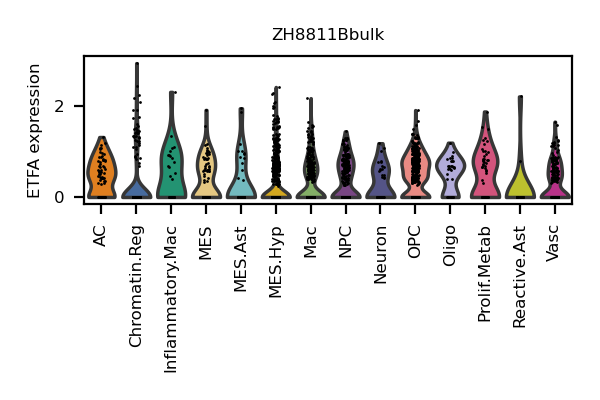 ZH8811Bbulk
ETFA expression
2
0
AC
Chromatin.Reg
Inflammatory.Mac
MES
MES.Ast
MES.Hyp
Mac
NPC
Neuron
OPC
Oligo
Prolif.Metab
Reactive.Ast
Vasc